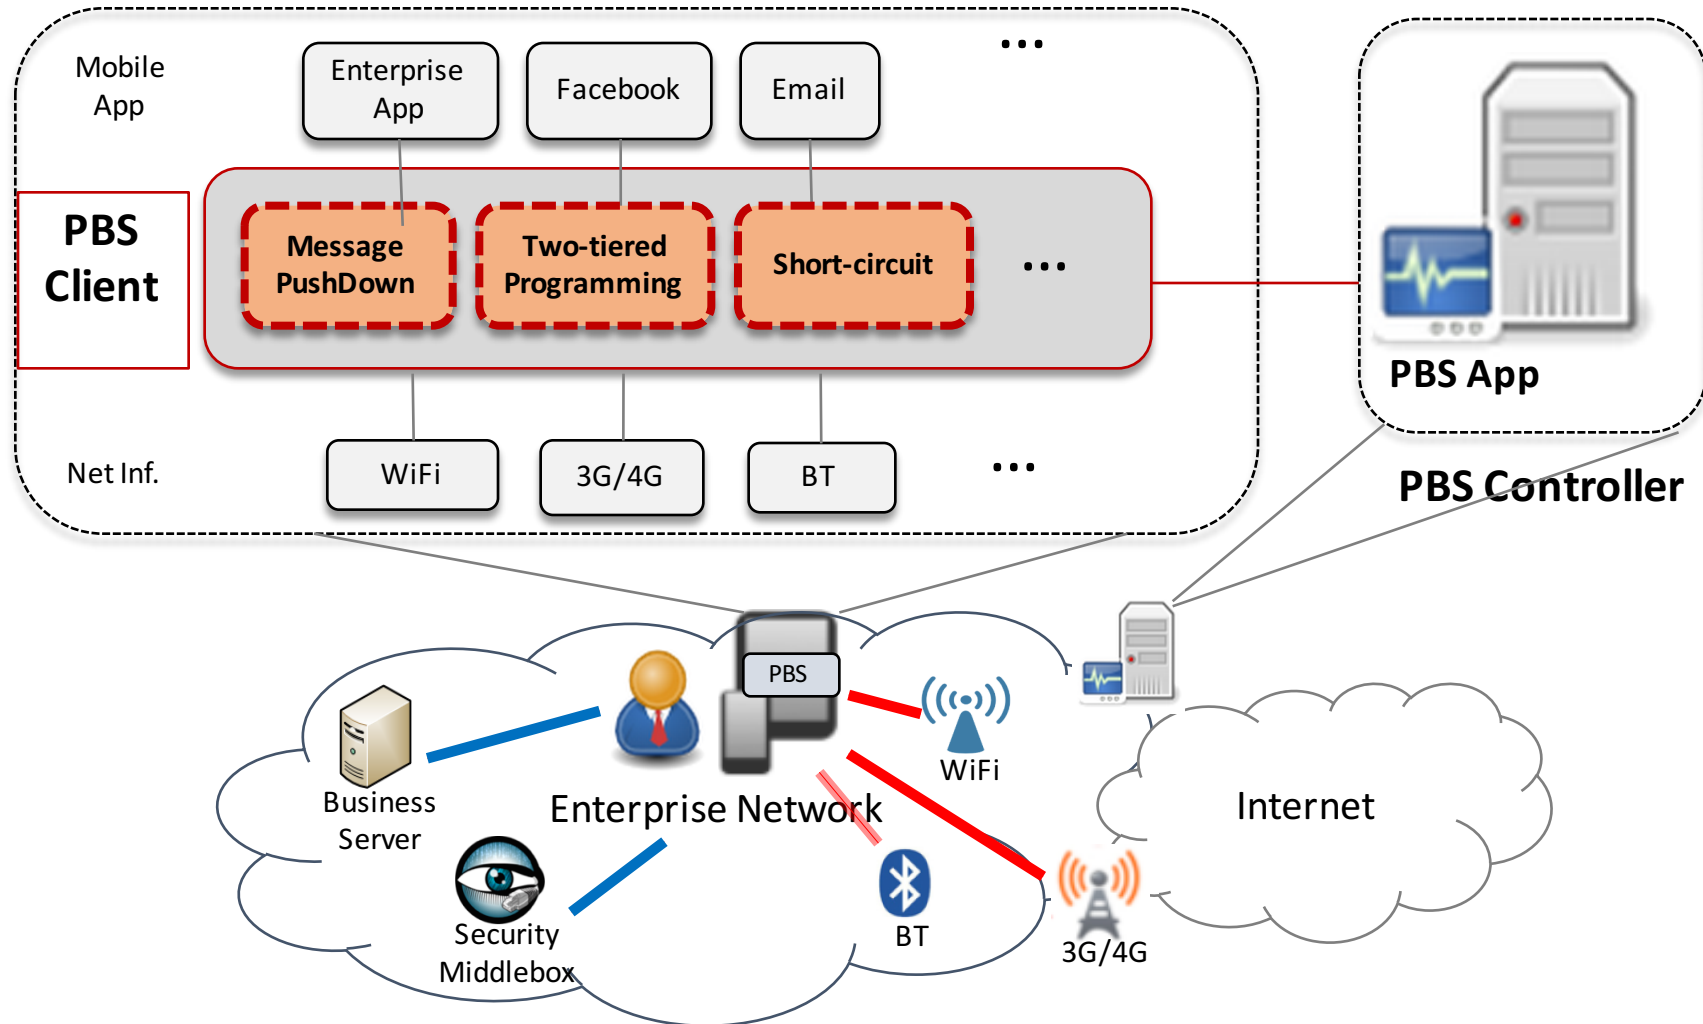 Mobile
App
Enterprise
App
Facebook
Email
...
PBS
Client
Message
PushDown
Two-tiered
Programming
Short-circuit
...
PBS App
Net Inf.
WiFi
3G/4G
BT
...
PBS Controller
PBS
WiFi
Business
Server
Enterprise Network
Internet
Security
Middlebox
BT
3G/4G